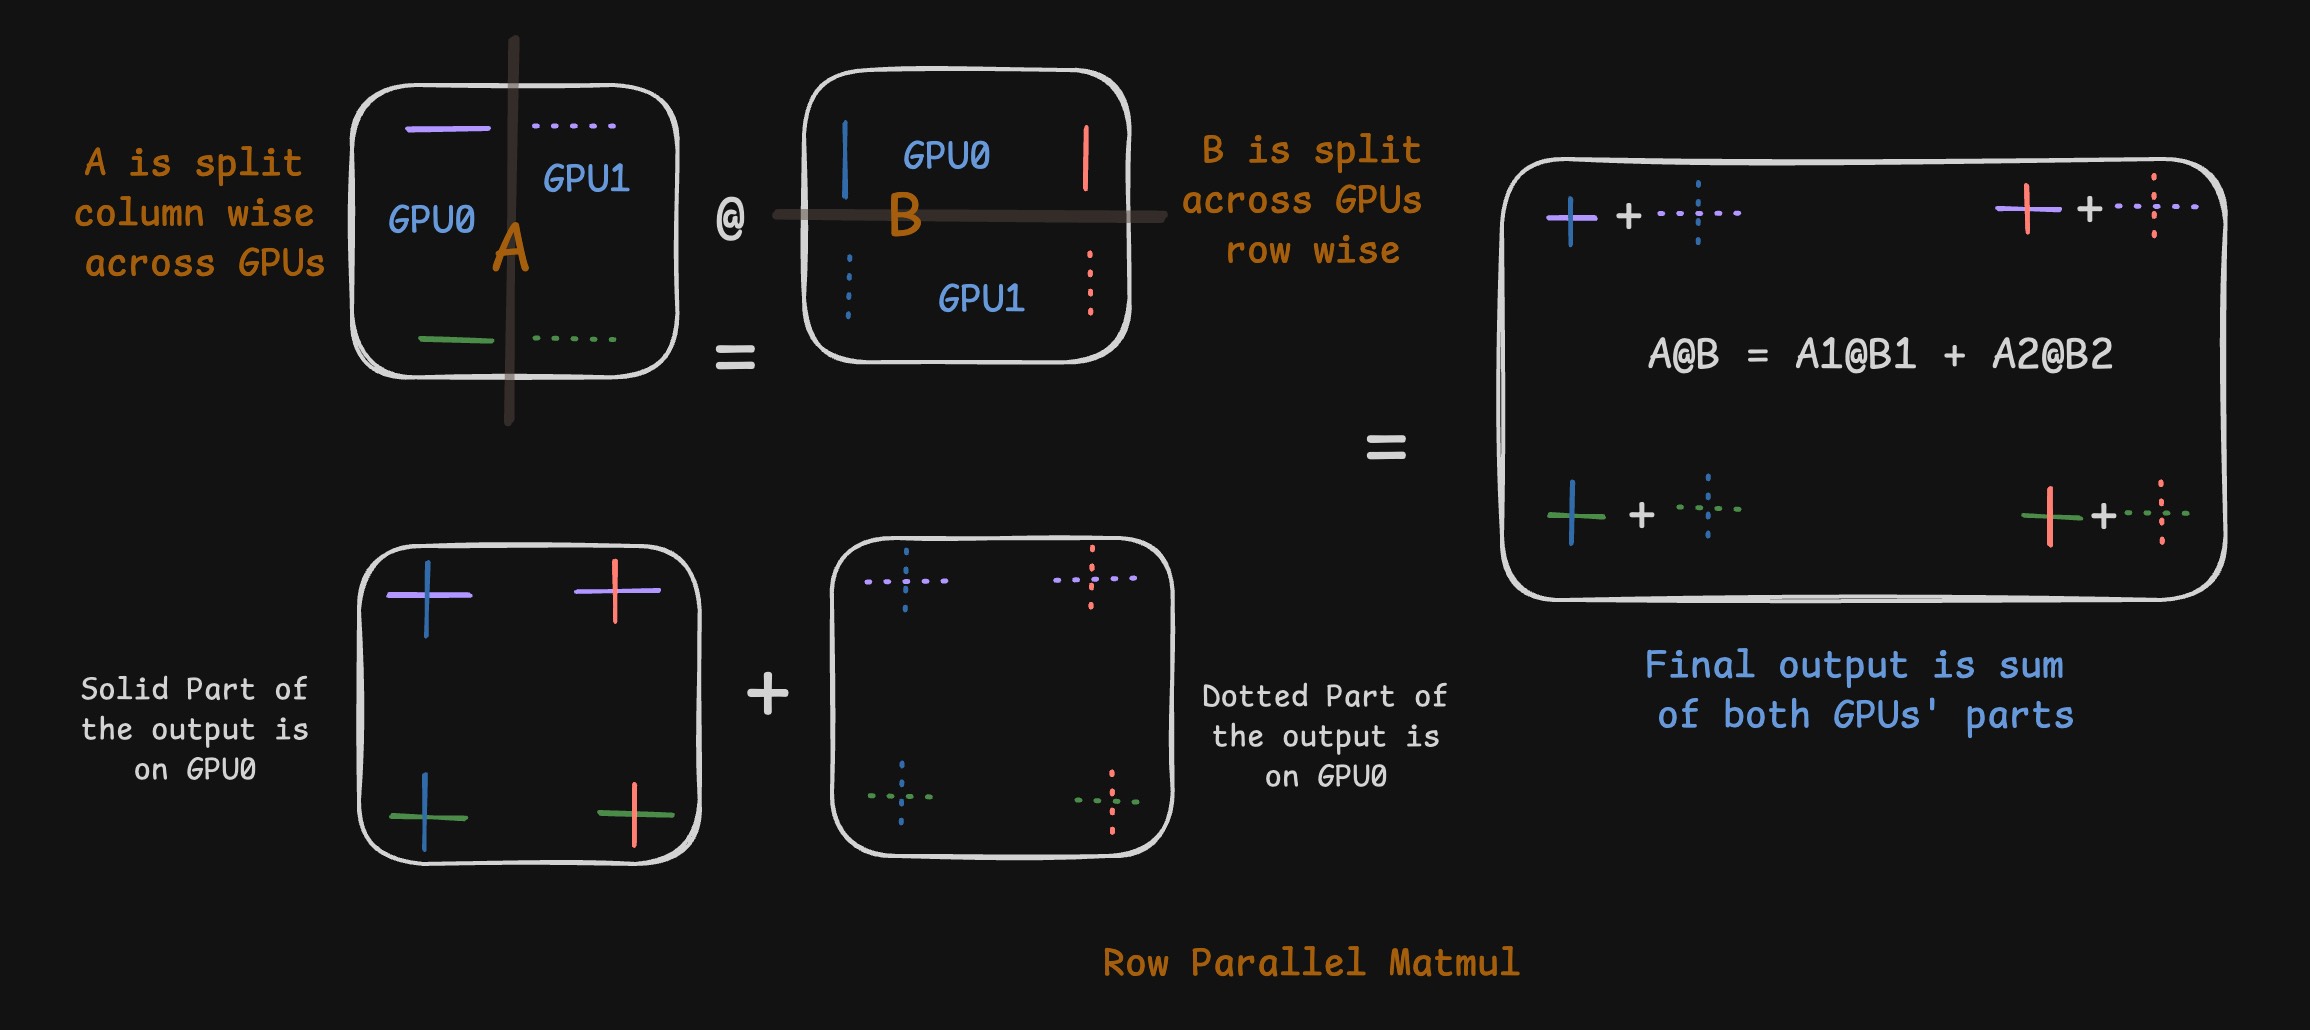 A is split
column wise
across GPUs
GPU0
GPU1
A
@
GPU0
B
GPU1
B is split
across GPUs
row wise
=
=
+ +
A@B = A1@B1 + A2@B2
+ +
Final output is sum
of both GPUs' parts
Solid Part of
the output is
on GPU0
+
Dotted Part of
the output is
on GPU0
Row Parallel Matmul